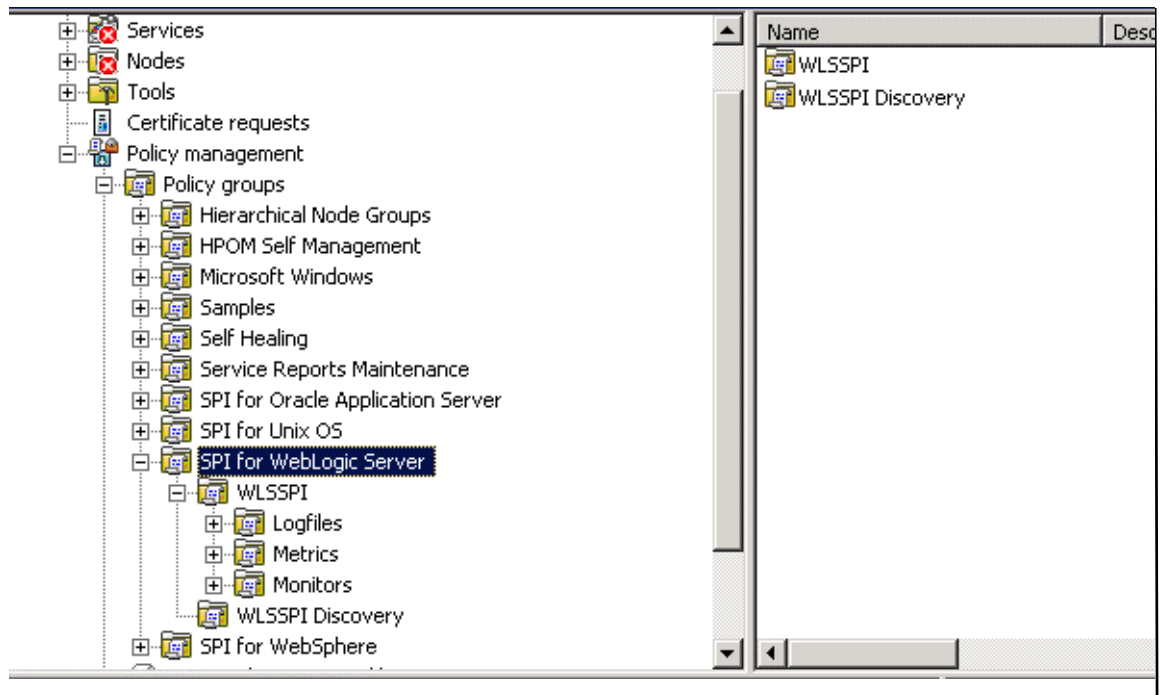 Services
Nodes
Tools
Certificate requests
Policy management
Policy groups
Hierarchical Node Groups
HPOM Self Management
Microsoft Windows
Samples
Self Healing
Service Reports Maintenance
SPI for Oracle Application Server
SPI for Unix OS
SPI for WebLogic Server
WLSSPI
Logfiles
Metrics
Monitors
WLSSPI Discovery
SPI for WebSphere
Name Desc
WLSSPI
WLSSPI Discovery